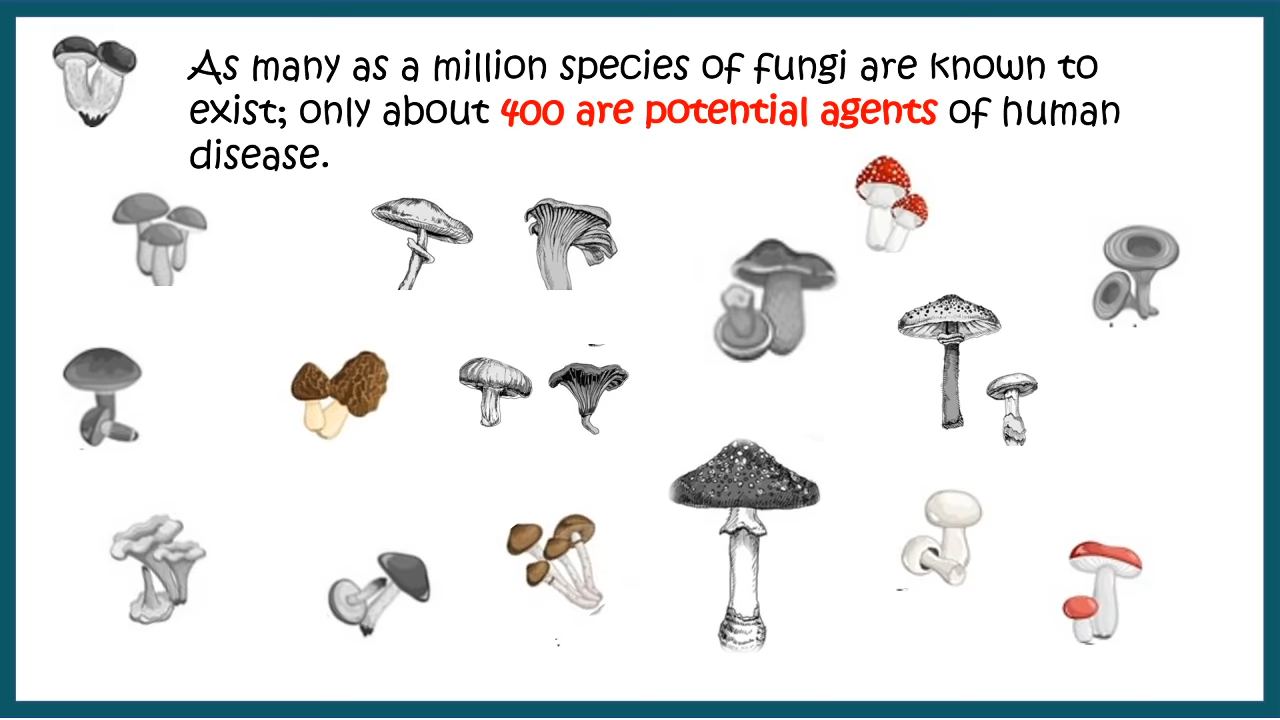 As many as a million species of fungi are known to
exist; only about 400 are potential agents of human
disease.